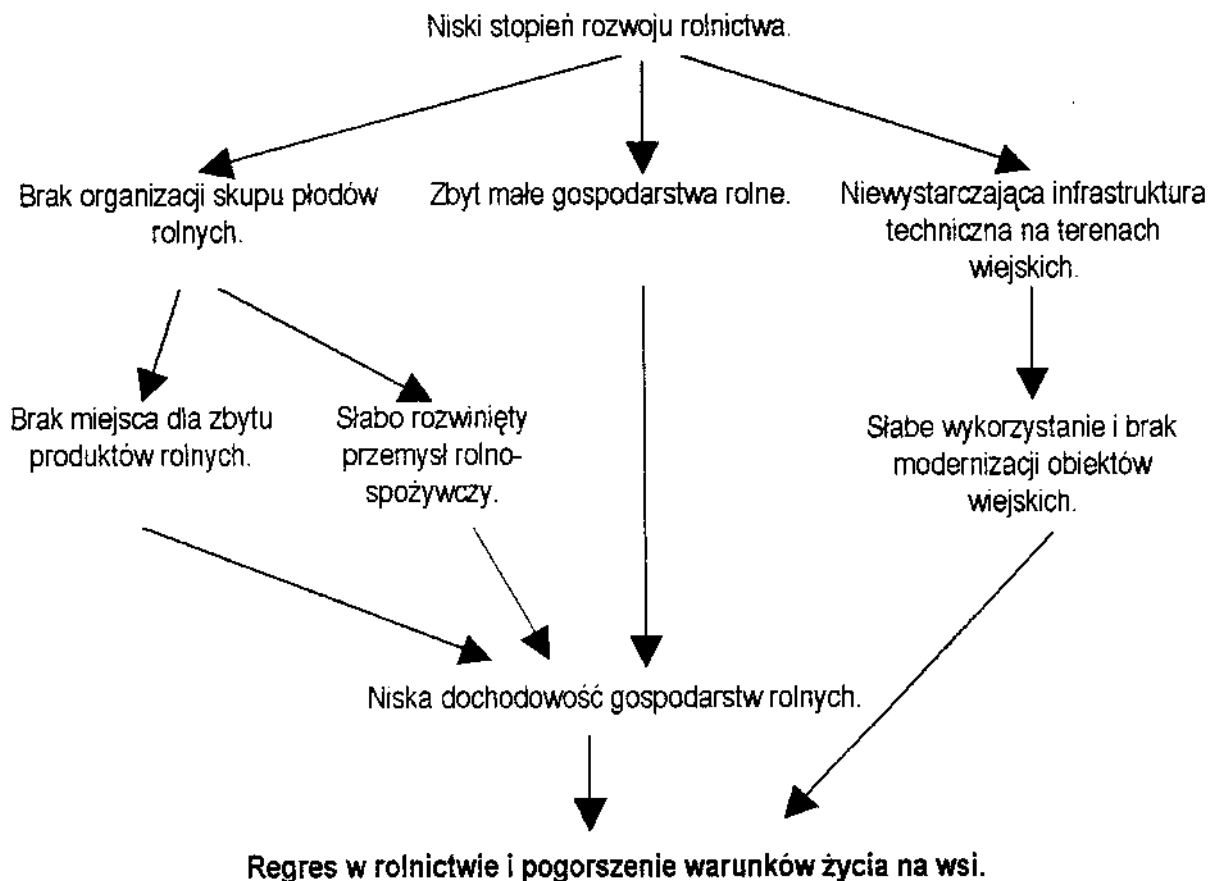 Niski stopień rozwoju rolnictwa.
Brak organizacji skupu płodów
rolnych.
Zbyt małe gospodarstwa rolne.
Niewystarczająca infrastruktura
techniczna na terenach
wiejskich.
Brak miejsca dla zbytu
produktów rolnych.
Słabo rozwinięty
przemysł rolno-
spożywczy.
Słabe wykorzystanie i brak
modernizacji obiektów
wiejskich.
Niska dochodowość gospodarstw rolnych.
Regres w rolnictwie i pogorszenie warunków życia na wsi.